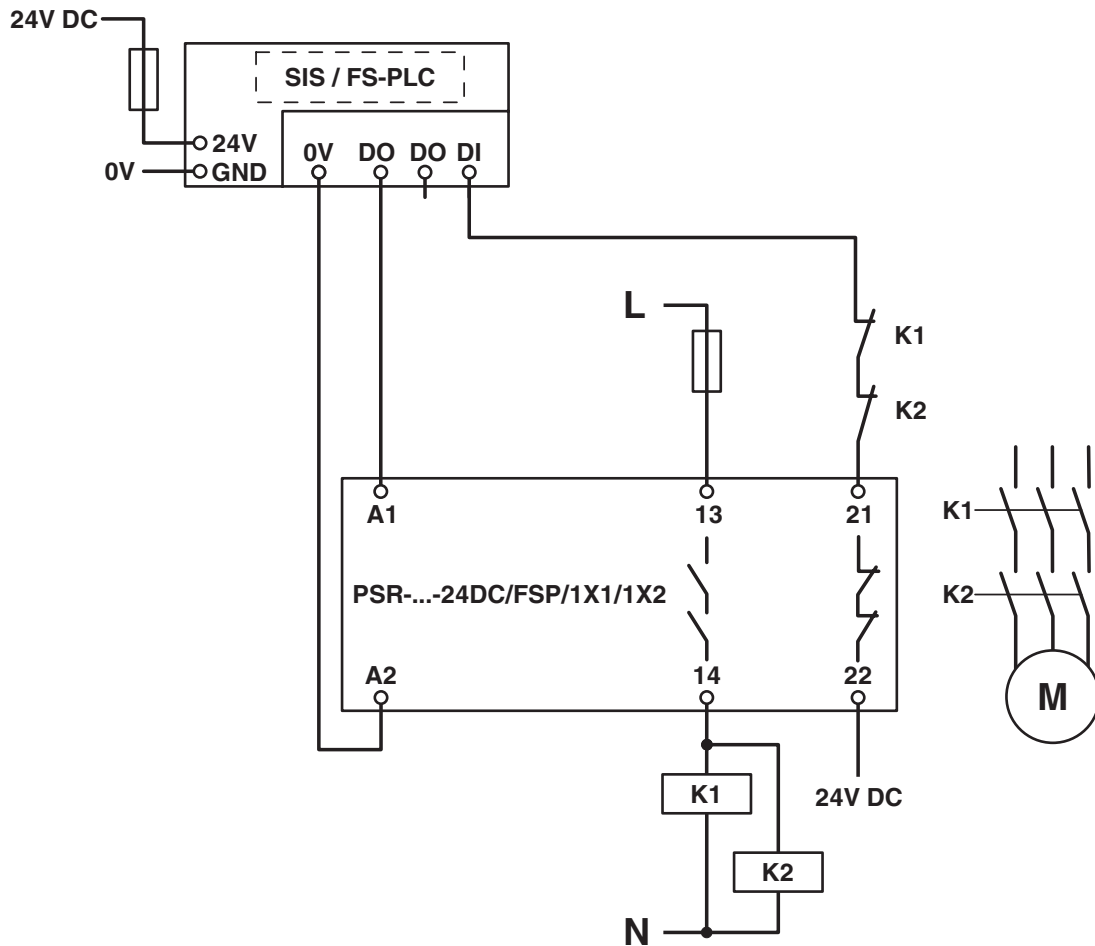 24V DC
SIS / FS-PLC
24V
0V
GND
0V DO DO DI
L
K1
K2
A1
13
21
K1
PSR-...-24DC/FSP/1X1/1X2
K2
A2
14
22
M
K1
24V DC
K2
N